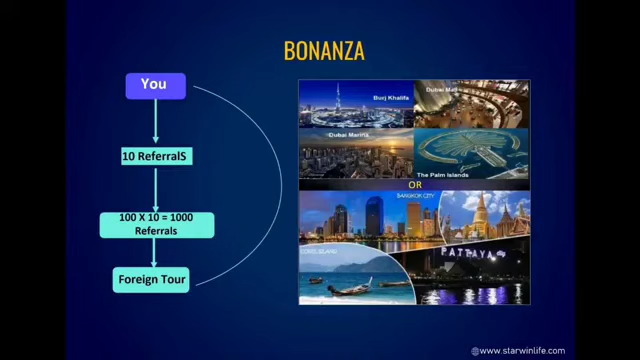 BONANZA
You
10 ReferralS
100 X 10 = 1000
Referrals
Foreign Tour
Burj Khalifa
Dubai Mall
Dubai Marina
The Palm Islands
OR
BANGKOK CITY
PATTAYA
www.starwinlife.com